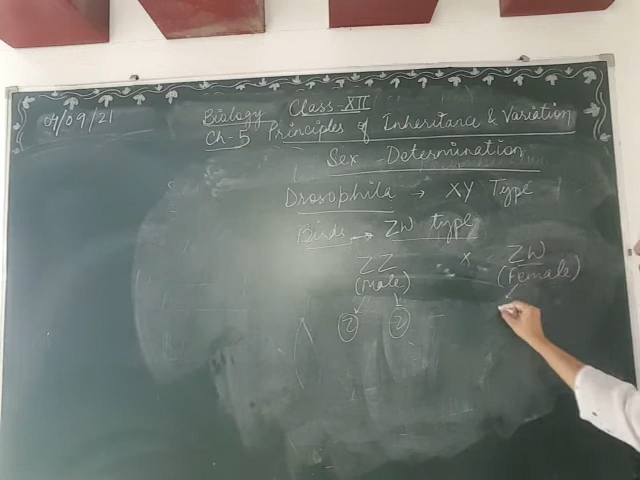 04/09/21
Biology Class-XII
Ch-5 Principles of Inheritance & Variation
Sex Determination
Drosophila → XY Type
Birds → ZW type
ZZ x ZW
(Male) (Female)
Z Z